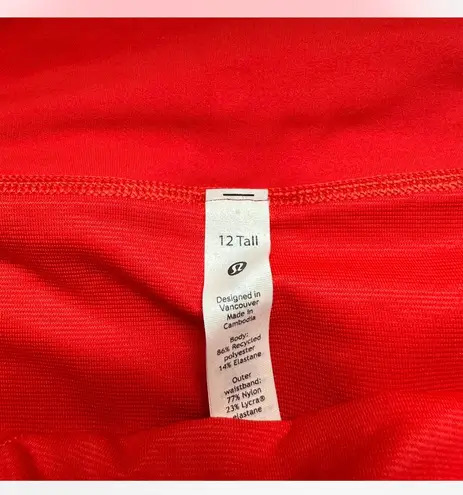 12 Tall
Designed in
Vancouver
Made in
Cambodia
Body:
86% Recycled
polyester
14% Elastane
Outer
waistband:
77% Nylon
23% Lycra®
elastane